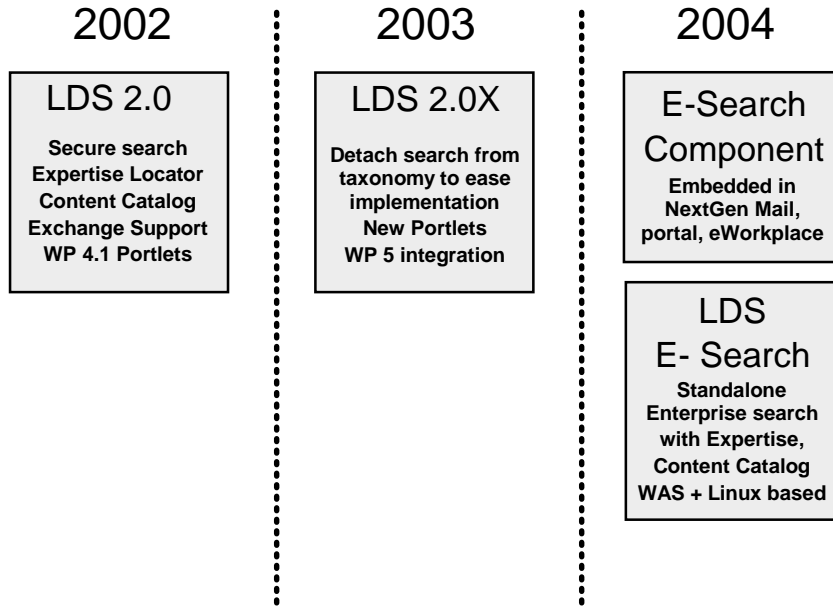 2002
LDS 2.0
Secure search
Expertise Locator
Content Catalog
Exchange Support
WP 4.1 Portlets
2003
LDS 2.0X
Detach search from
taxonomy to ease
implementation
New Portlets
WP 5 integration
2004
E-Search
Component
Embedded in
NextGen Mail,
portal, eWorkplace
LDS
E- Search
Standalone
Enterprise search
with Expertise,
Content Catalog
WAS + Linux based